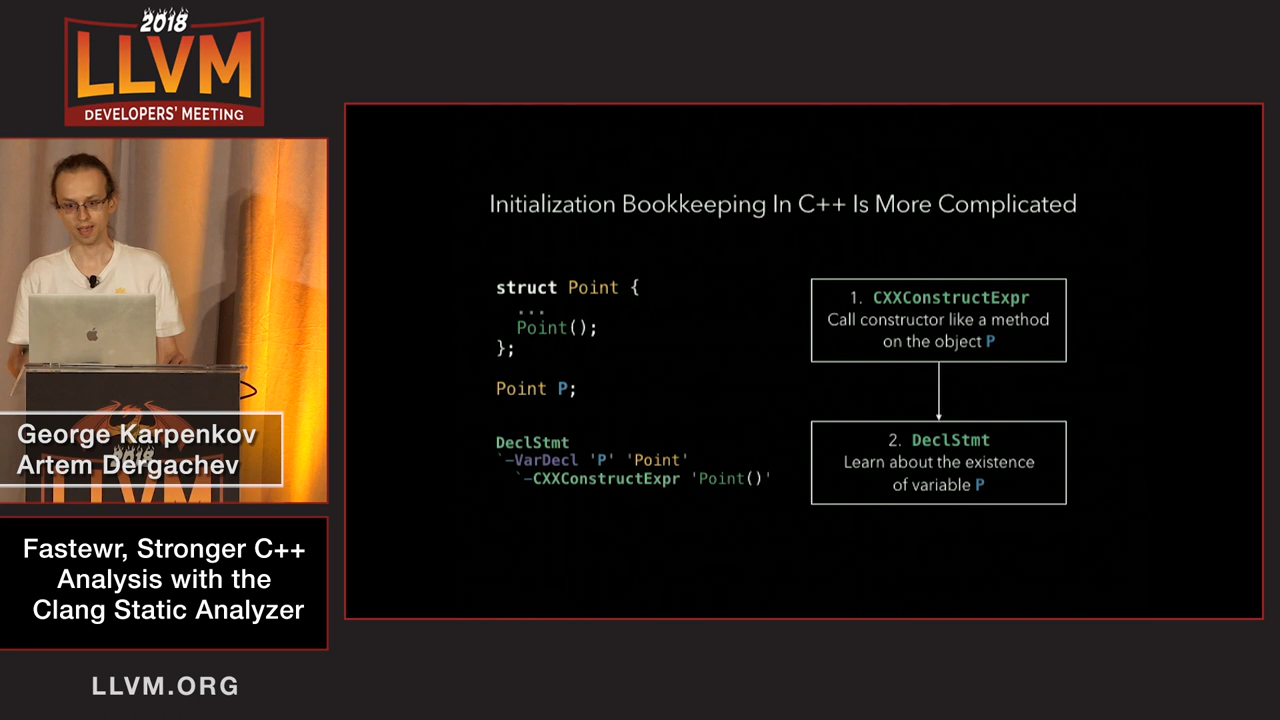 2018
LLVM
DEVELOPERS' MEETING
George Karpenkov
Artem Dergachev
LLVM
Fastewr, Stronger C++
Analysis with the
Clang Static Analyzer
LLVM.ORG
Initialization Bookkeeping In C++ Is More Complicated
struct Point {
...
Point();
};
Point P;
DeclStmt
`-VarDecl 'P' 'Point'
`-CXXConstructExpr 'Point()'
1. CXXConstructExpr
Call constructor like a method
on the object P
2. DeclStmt
Learn about the existence
of variable P